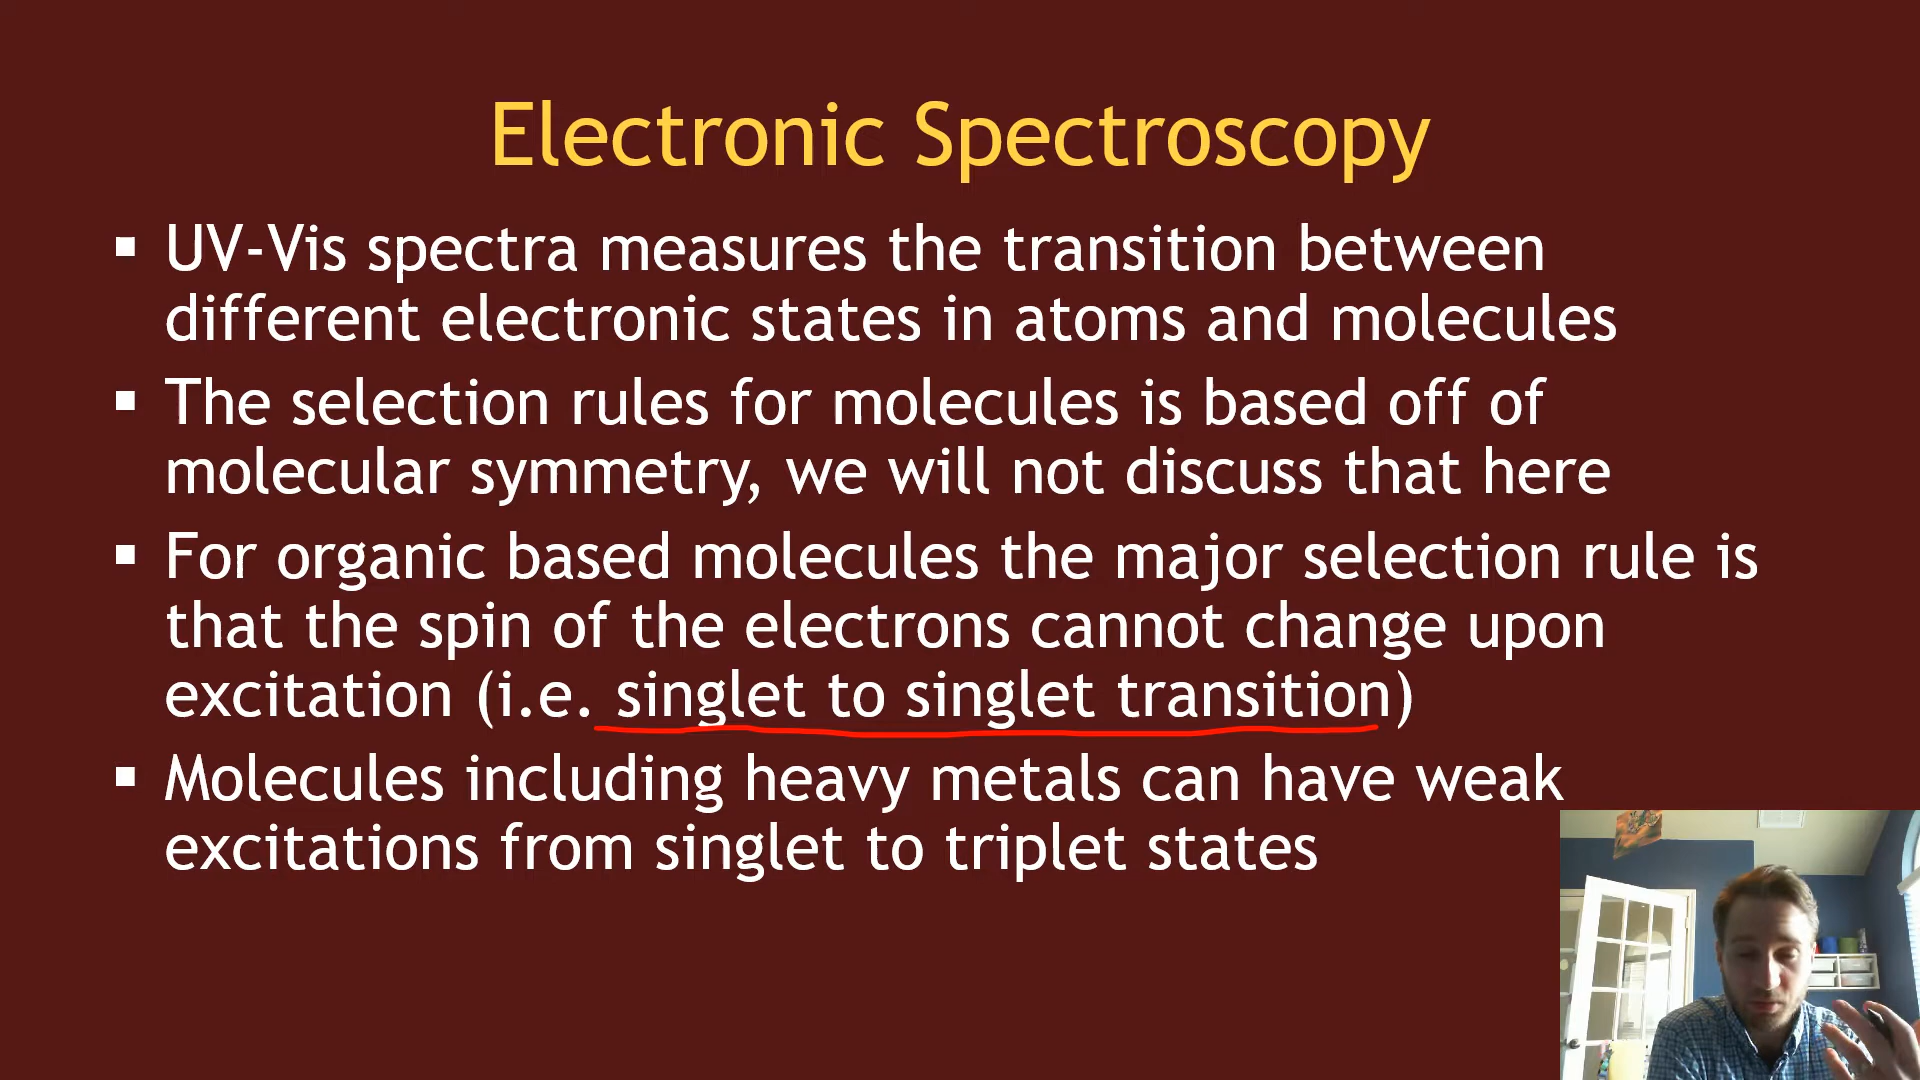 Electronic Spectroscopy
▪ UV-Vis spectra measures the transition between
different electronic states in atoms and molecules
▪ The selection rules for molecules is based off of
molecular symmetry, we will not discuss that here
▪ For organic based molecules the major selection rule is
that the spin of the electrons cannot change upon
excitation (i.e. singlet to singlet transition)
▪ Molecules including heavy metals can have weak
excitations from singlet to triplet states